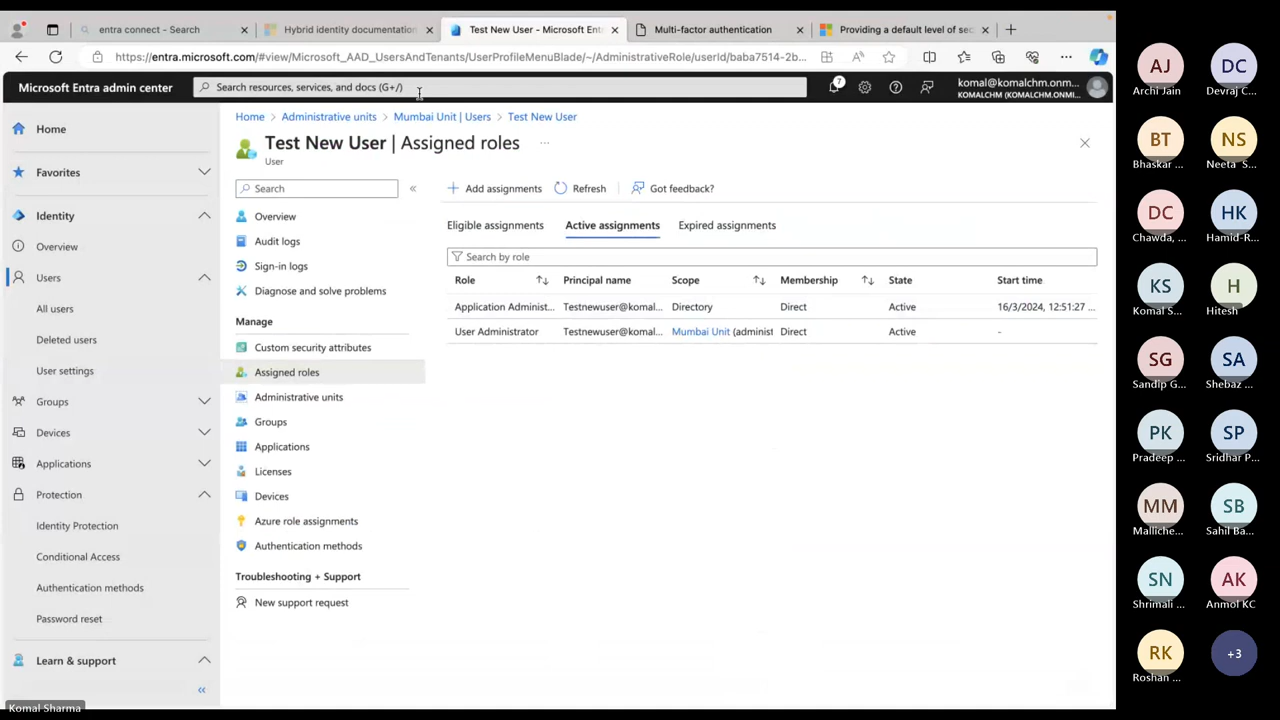 entra connect - Search
Hybrid identity documentation
Test New User - Microsoft Ent
Multi-factor authentication
Providing a default level of sec
https://entra.microsoft.com/#view/Microsoft_AAD_UsersAndTenants/UserProfileMenuBlade/~/AdministrativeRole/userId/baba7514-2b...
Microsoft Entra admin center
Search resources, services, and docs (G+/)
7
komal@komalchm.onm...
KOMALCHM (KOMALCHM.ONMI...
Home
Favorites
Identity
Overview
Users
All users
Deleted users
User settings
Groups
Devices
Applications
Protection
Identity Protection
Conditional Access
Authentication methods
Password reset
Learn & support
Home > Administrative units > Mumbai Unit | Users > Test New User
Test New User | Assigned roles ...
User
Search
Overview
Audit logs
Sign-in logs
Diagnose and solve problems
Manage
Custom security attributes
Assigned roles
Administrative units
Groups
Applications
Licenses
Devices
Azure role assignments
Authentication methods
Troubleshooting + Support
New support request
Add assignments Refresh Got feedback?
Eligible assignments Active assignments Expired assignments
Search by role
Role Principal name Scope Membership State Start time
Application Administ... Testnewuser@komal... Directory Direct Active 16/3/2024, 12:51:27 ...
User Administrator Testnewuser@komal... Mumbai Unit (administ Direct Active -
Komal Sharma
AJ DC
Archi Jain Devraj C...
BT NS
Bhaskar ... Neeta S...
DC HK
Chawda, ... Hamid-R...
KS H
Komal S... Hitesh
SG SA
Sandip G... Shebaz ...
PK SP
Pradeep ... Sridhar P...
MM SB
Malliche... Sahil Ba...
SN AK
Shrimali ... Anmol KC
RK +3
Roshan ...